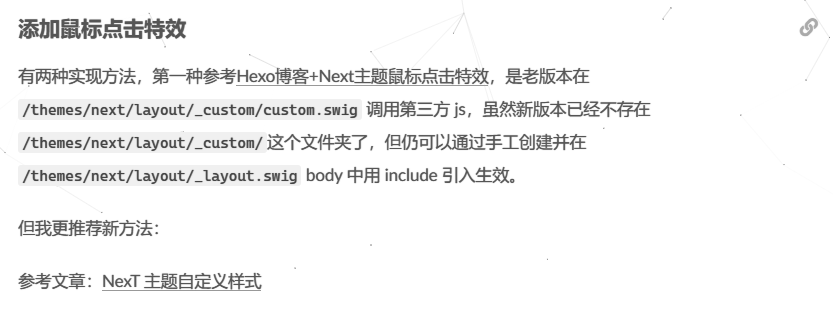 添加鼠标点击特效
有两种实现方法，第一种参考Hexo博客+Next主题鼠标点击特效，是老版本在
/themes/next/layout/_custom/custom.swig 调用第三方 js，虽然新版本已经不存在
/themes/next/layout/_custom/ 这个文件夹了，但仍可以通过手工创建并在
/themes/next/layout/_layout.swig body 中用 include 引入生效。
但我更推荐新方法：
参考文章：NexT 主题自定义样式